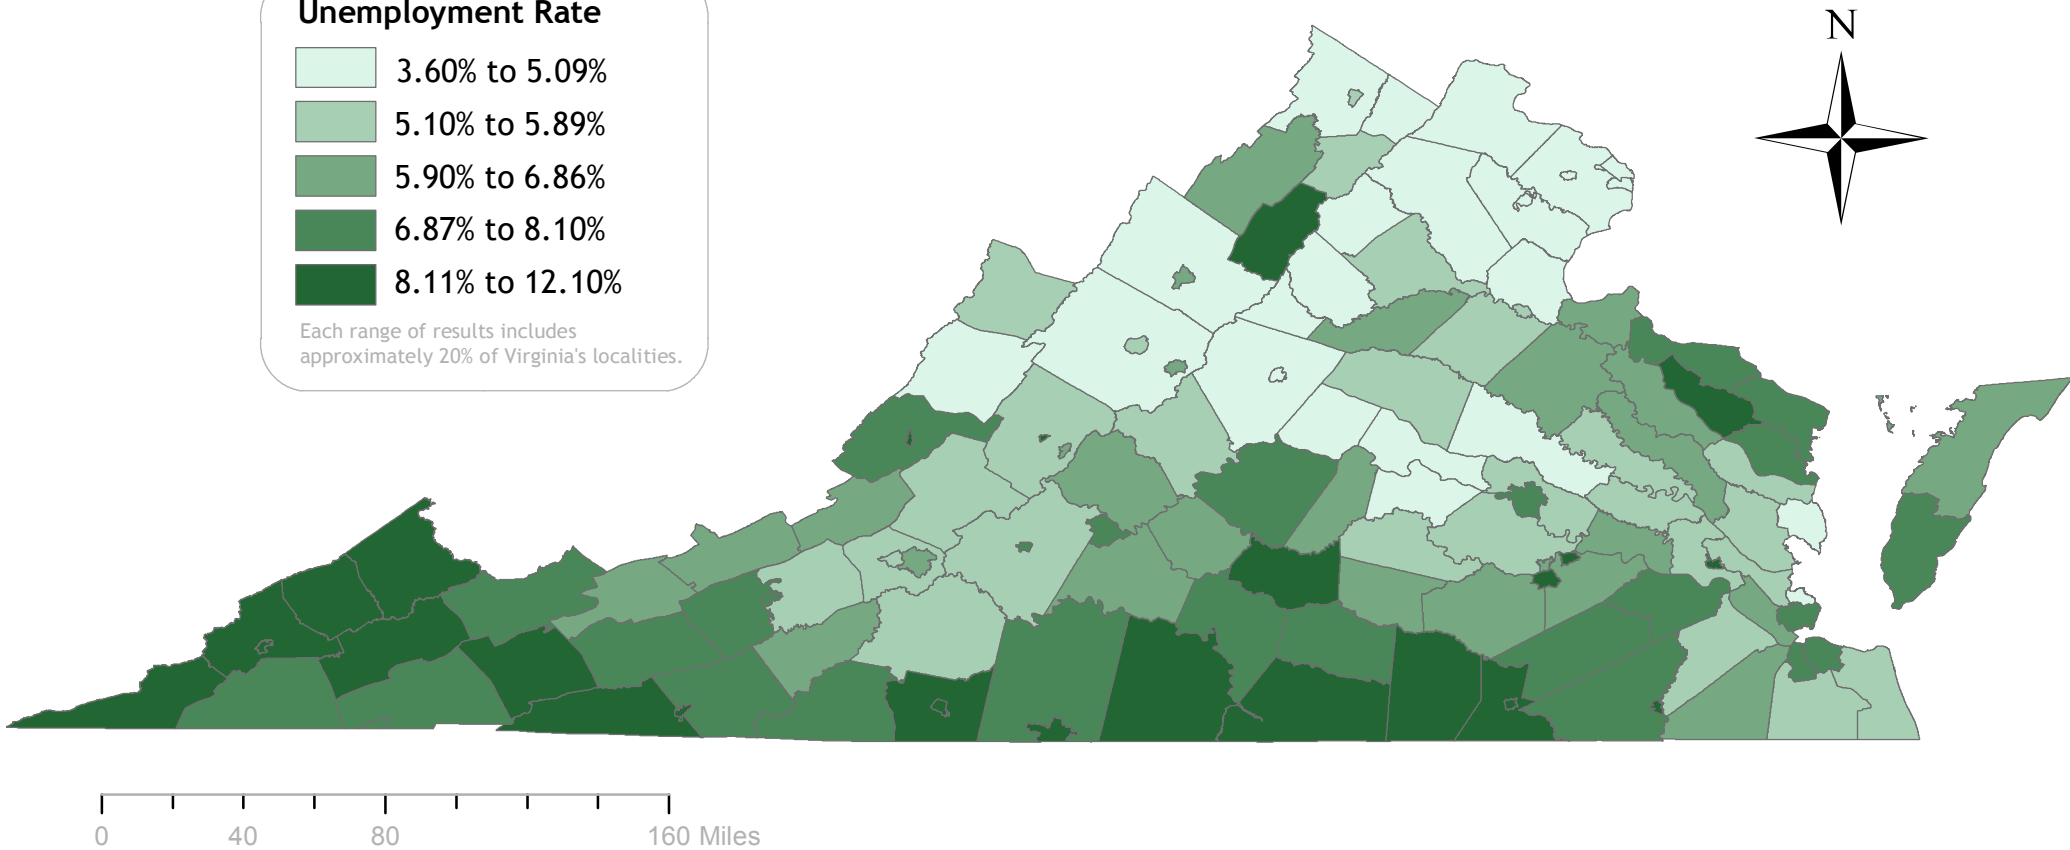 Unemployment Rate
3.60% to 5.09%
5.10% to 5.89%
5.90% to 6.86%
6.87% to 8.10%
8.11% to 12.10%
Each range of results includes
approximately 20% of Virginia's localities.
N
0 40 80 160 Miles